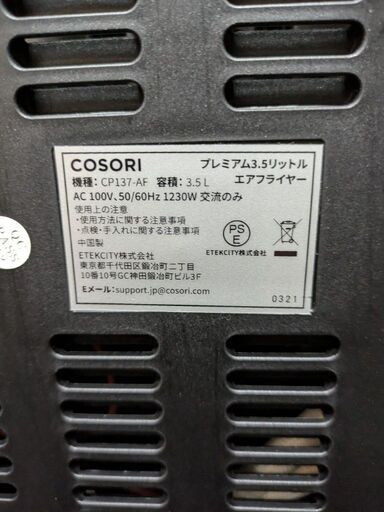 COSORI
プレミアム3.5リットル
エアフライヤー
機種：CP137-AF 容積：3.5 L
AC 100V、50/60Hz 1230W 交流のみ
使用上の注意
・使用方法に関する注意事項
・点検・手入れに関する注意事項
中国製
ETEKCITY株式会社
東京都千代田区鍛冶町二丁目
10番10号GC神田鍛冶町ビル3F
Eメール：support.jp@cosori.com
PS
E
ETEKCITY株式会社
0321